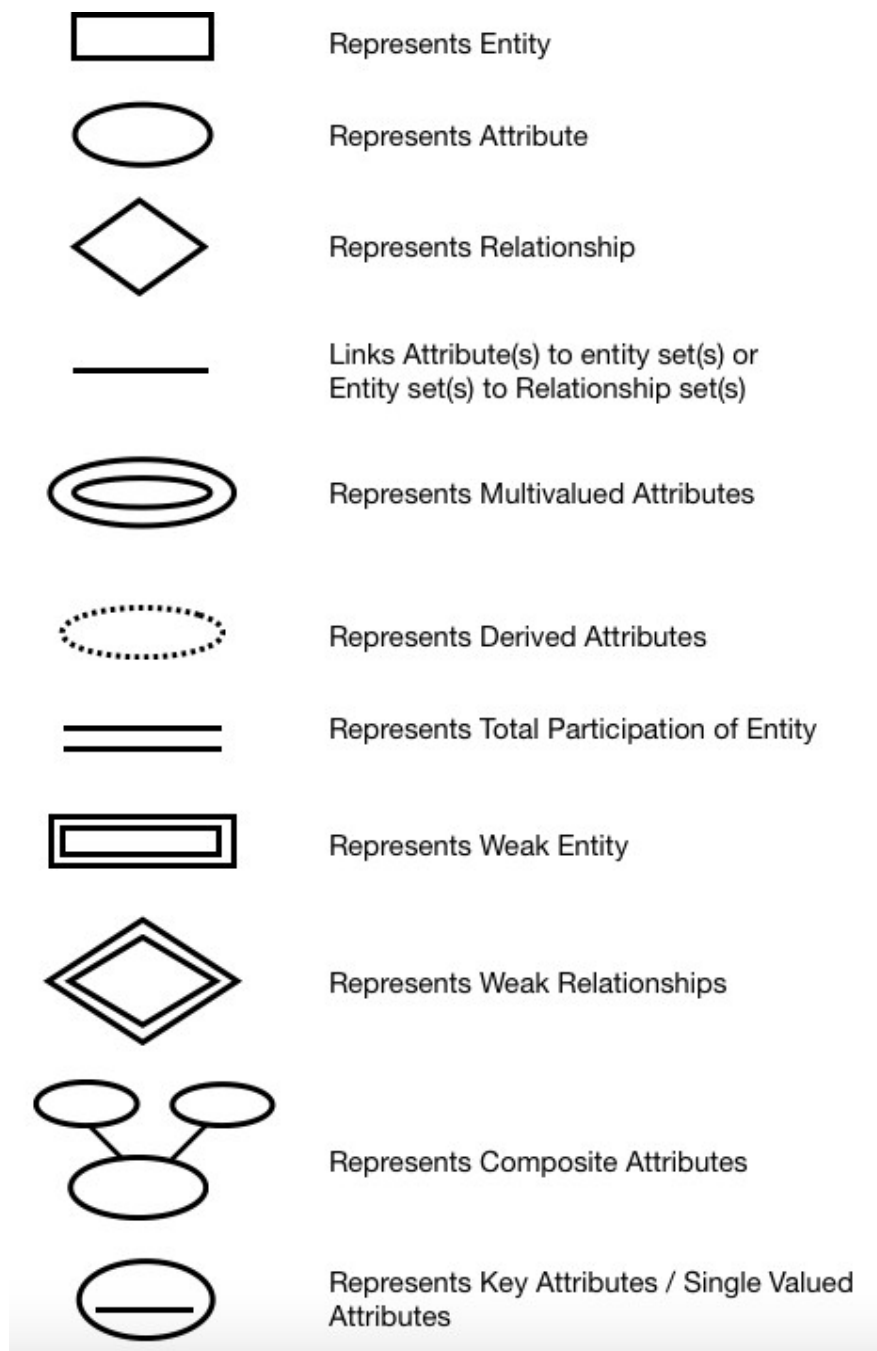 Represents Entity
Represents Attribute
Represents Relationship
Links Attribute(s) to entity set(s) or
Entity set(s) to Relationship set(s)
Represents Multivalued Attributes
Represents Derived Attributes
Represents Total Participation of Entity
Represents Weak Entity
Represents Weak Relationships
Represents Composite Attributes
Represents Key Attributes / Single Valued
Attributes